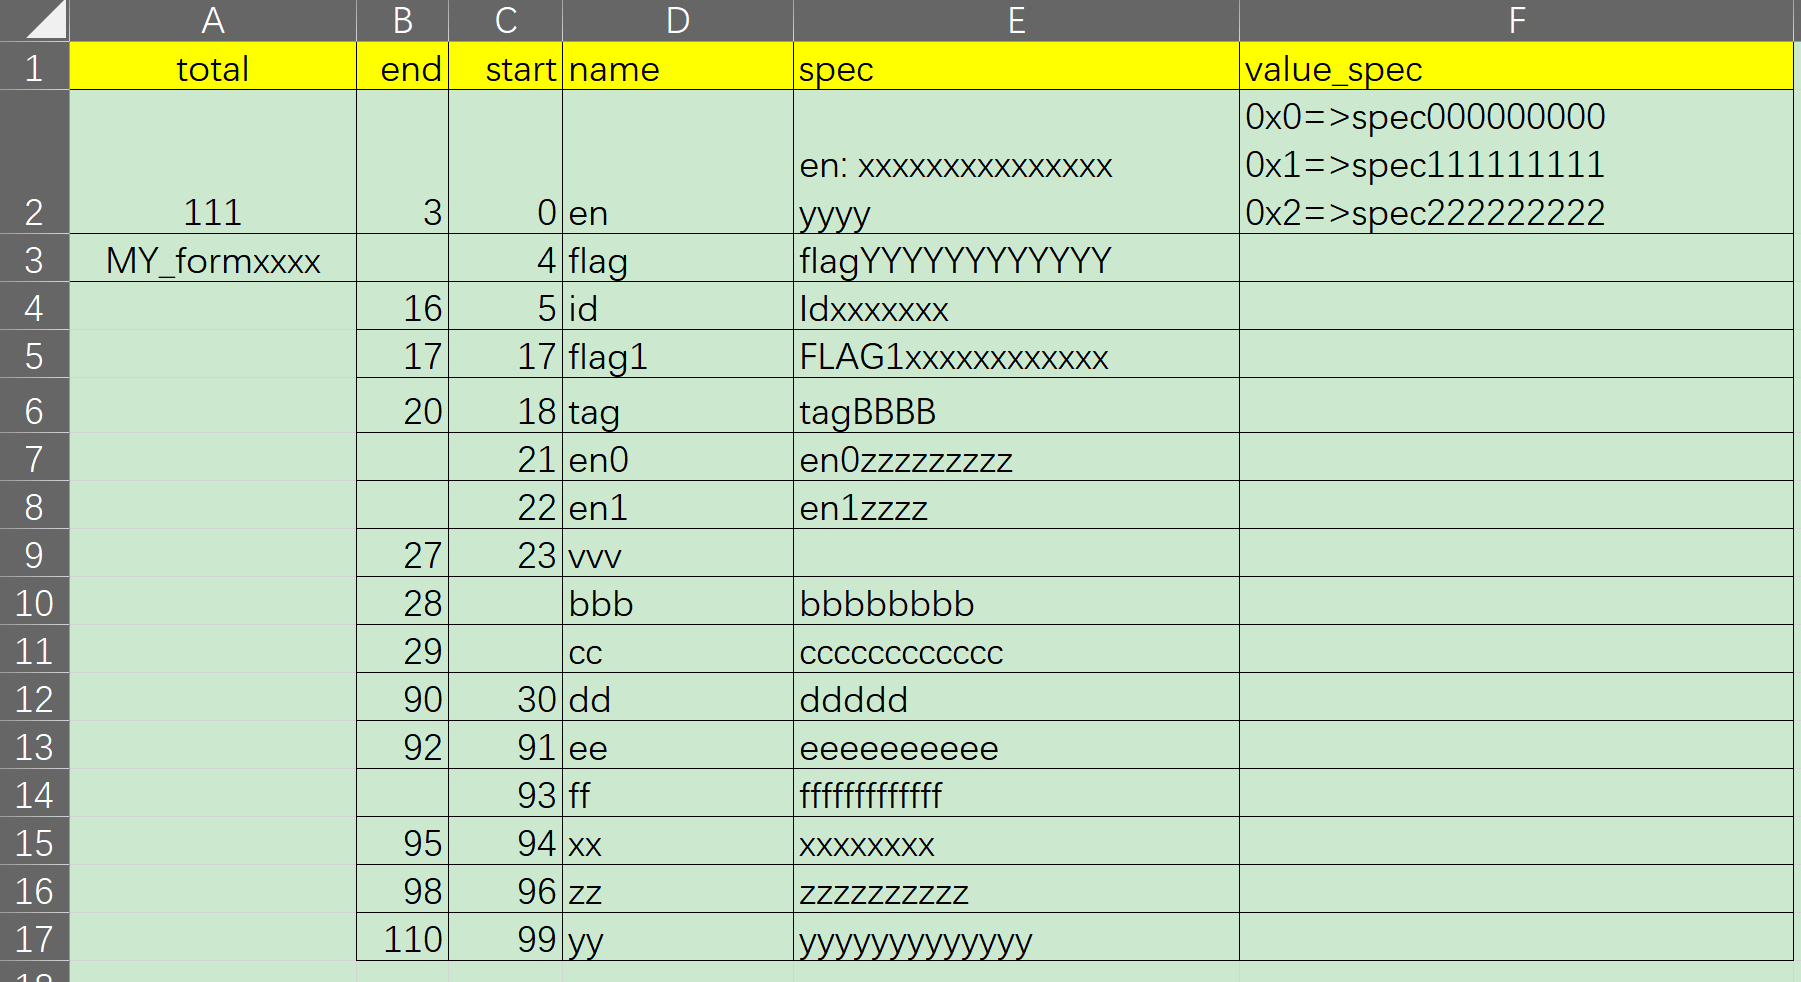 A B C D E F
1 total end start name spec value_spec
0x0=>spec000000000
en: xxxxxxxxxxxxxxx 0x1=>spec111111111
2 111 3 0 en yyyy 0x2=>spec222222222
3 MY_formxxxx 4 flag flagYYYYYYYYYYYY
4 16 5 id Idxxxxxxx
5 17 17 flag1 FLAG1xxxxxxxxxxxx
6 20 18 tag tagBBBB
7 21 en0 en0zzzzzzzzz
8 22 en1 en1zzzz
9 27 23 vvv
10 28 bbb bbbbbbbb
11 29 cc cccccccccccc
12 90 30 dd ddddd
13 92 91 ee eeeeeeeeee
14 93 ff fffffffffffff
15 95 94 xx xxxxxxxx
16 98 96 zz zzzzzzzzzz
17 110 99 yy yyyyyyyyyyyyy